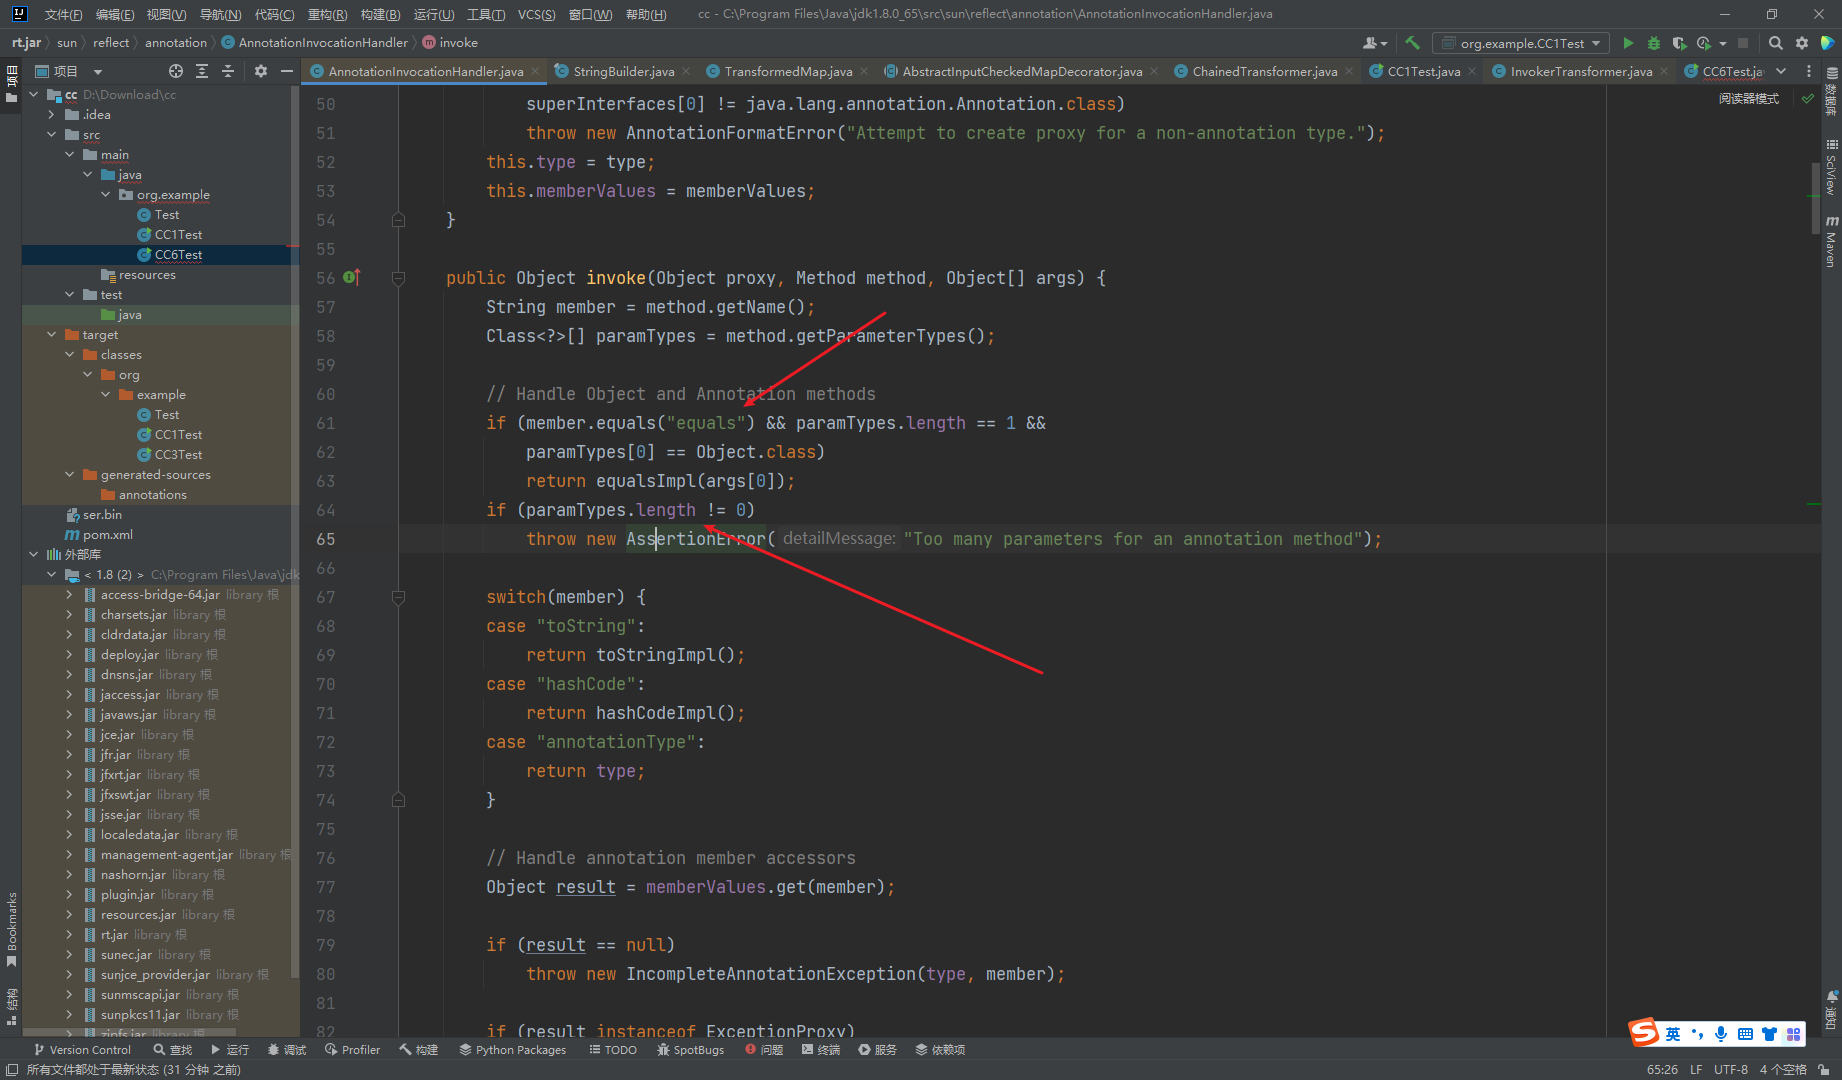 文件(F) 编辑(E) 视图(V) 导航(N) 代码(C) 重构(R) 构建(B) 运行(U) 工具(T) VCS(S) 窗口(W) 帮助(H) cc - C:\Program Files\Java\jdk1.8.0_65\src\sun\reflect\annotation\AnnotationInvocationHandler.java
rt.jar sun reflect annotation AnnotationInvocationHandler invoke
org.example.CC1Test
项目
AnnotationInvocationHandler.java StringBuilder.java TransformedMap.java AbstractInputCheckedMapDecorator.java ChainedTransformer.java CC1Test.java InvokerTransformer.java CC6Test.ja
阅读器模式
项目
cc D:\Download\cc
.idea
src
main
java
org.example
Test
CC1Test
CC6Test
resources
test
java
target
classes
org
example
Test
CC1Test
CC3Test
generated-sources
annotations
ser.bin
pom.xml
外部库
< 1.8 (2) > C:\Program Files\Java\jdk
access-bridge-64.jar library 根
charsets.jar library 根
cldrdata.jar library 根
deploy.jar library 根
dnsns.jar library 根
jaccess.jar library 根
javaws.jar library 根
jce.jar library 根
jfr.jar library 根
jfxrt.jar library 根
jfxswt.jar library 根
jsse.jar library 根
localedata.jar library 根
management-agent.jar library 根
nashorn.jar library 根
plugin.jar library 根
resources.jar library 根
rt.jar library 根
sunec.jar library 根
sunjce_provider.jar library 根
sunmscapi.jar library 根
sunpkcs11.jar library 根
zipfs.jar library 根
Bookmarks
结构
50 superInterfaces[0] != java.lang.annotation.Annotation.class)
51 throw new AnnotationFormatError("Attempt to create proxy for a non-annotation type.");
52 this.type = type;
53 this.memberValues = memberValues;
54 }
55
56 public Object invoke(Object proxy, Method method, Object[] args) {
57 String member = method.getName();
58 Class<?>[] paramTypes = method.getParameterTypes();
59
60 // Handle Object and Annotation methods
61 if (member.equals("equals") && paramTypes.length == 1 &&
62 paramTypes[0] == Object.class)
63 return equalsImpl(args[0]);
64 if (paramTypes.length != 0)
65 throw new AssertionError( detailMessage: "Too many parameters for an annotation method");
66
67 switch(member) {
68 case "toString":
69 return toStringImpl();
70 case "hashCode":
71 return hashCodeImpl();
72 case "annotationType":
73 return type;
74 }
75
76 // Handle annotation member accessors
77 Object result = memberValues.get(member);
78
79 if (result == null)
80 throw new IncompleteAnnotationException(type, member);
81
82 if (result instanceof ExceptionProxy)
数据库
SciView
Maven
通知
英
Version Control 查找 运行 调试 Profiler 构建 Python Packages TODO SpotBugs 问题 终端 服务 依赖项
所有文件都处于最新状态 (31 分钟 之前)
65:26 LF UTF-8 4 个空格